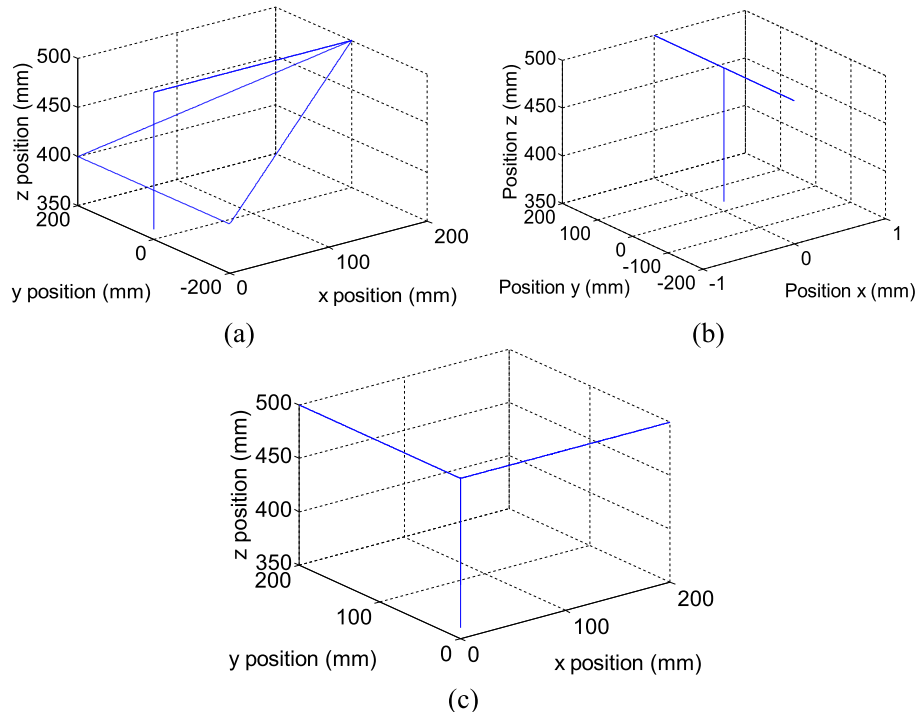 500
450
400
350
200
0
-200
0
100
200
z position (mm)
y position (mm)
x position (mm)
(a)
500
450
400
350
200
100
0
-100
-200
-1
0
1
Position z (mm)
Position y (mm)
Position x (mm)
(b)
500
450
400
350
200
100
0
0
100
200
z position (mm)
y position (mm)
x position (mm)
(c)